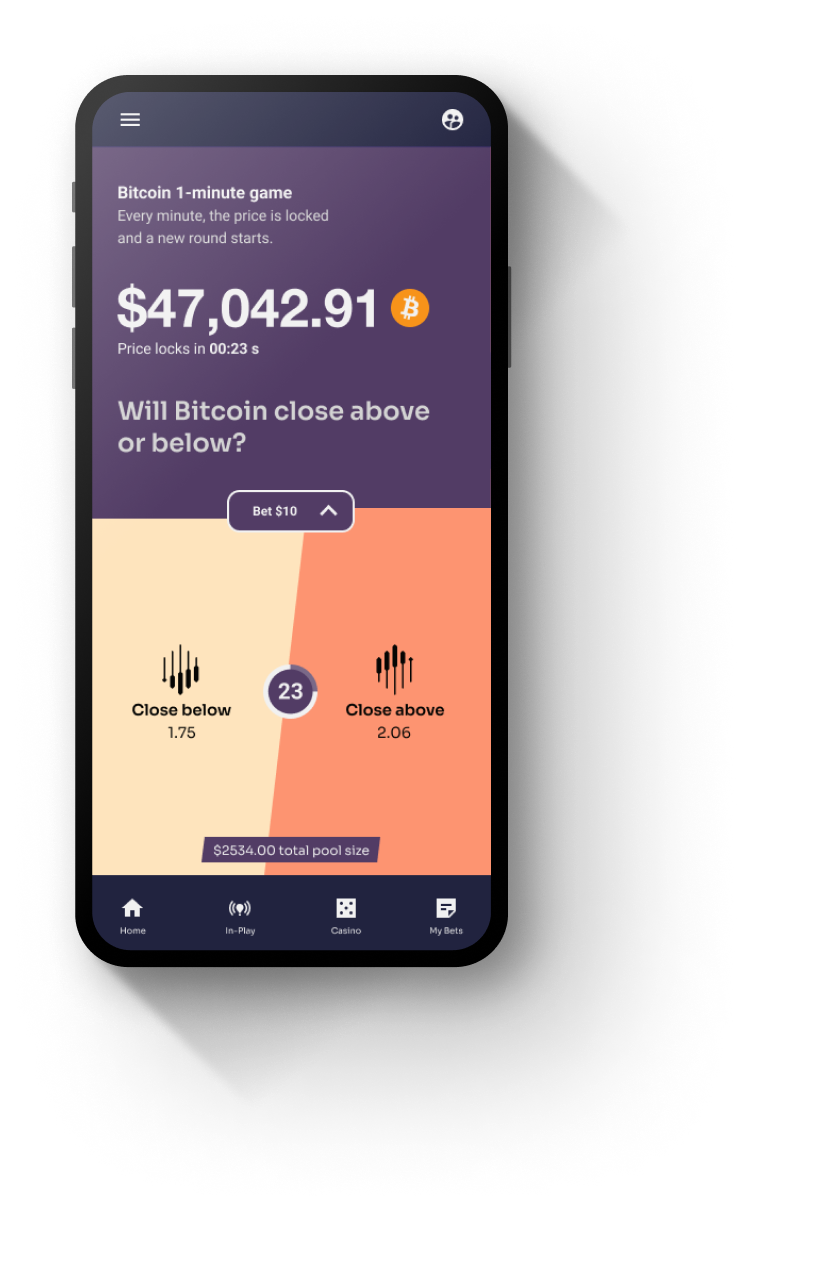 Bitcoin 1-minute game
Every minute, the price is locked
and a new round starts.
$47,042.91
Price locks in 00:23 s
Will Bitcoin close above
or below?
Bet $10
23
Close below
1.75
Close above
2.06
$2534.00 total pool size
Home
In-Play
Casino
My Bets